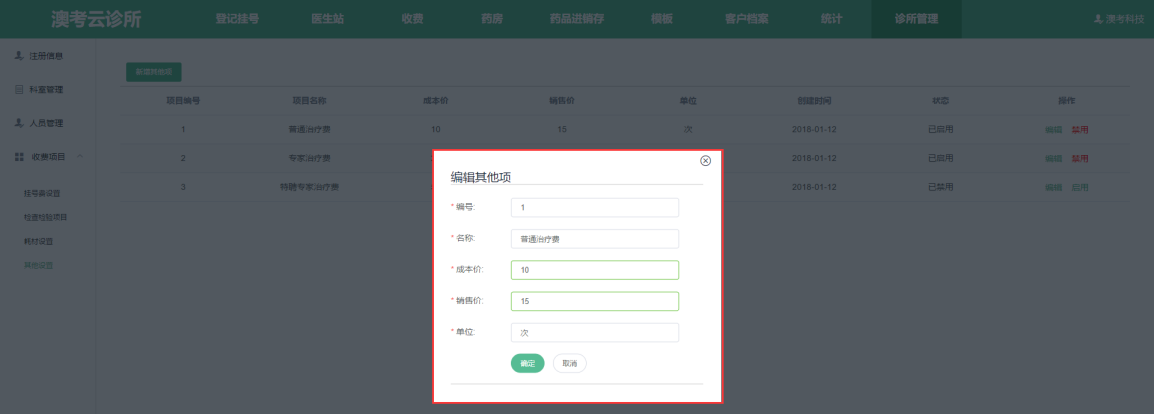 澳考云诊所 登记挂号 医生站 收费 药房 药品进销存 模板 客户档案 统计 诊所管理 澳考科技
注册信息
科室管理
人员管理
收费项目
挂号费设置
检查检验项目
耗材设置
其他设置
新增其他项
项目编号 项目名称 成本价 销售价 单位 创建时间 状态 操作
1 普通治疗费 10 15 次 2018-01-12 已启用 编辑 禁用
2 专家治疗费 2018-01-12 已启用 编辑 禁用
3 特聘专家治疗费 2018-01-12 已禁用 编辑 启用
编辑其他项
*编号: 1
*名称: 普通治疗费
*成本价: 10
*销售价: 15
*单位: 次
确定 取消